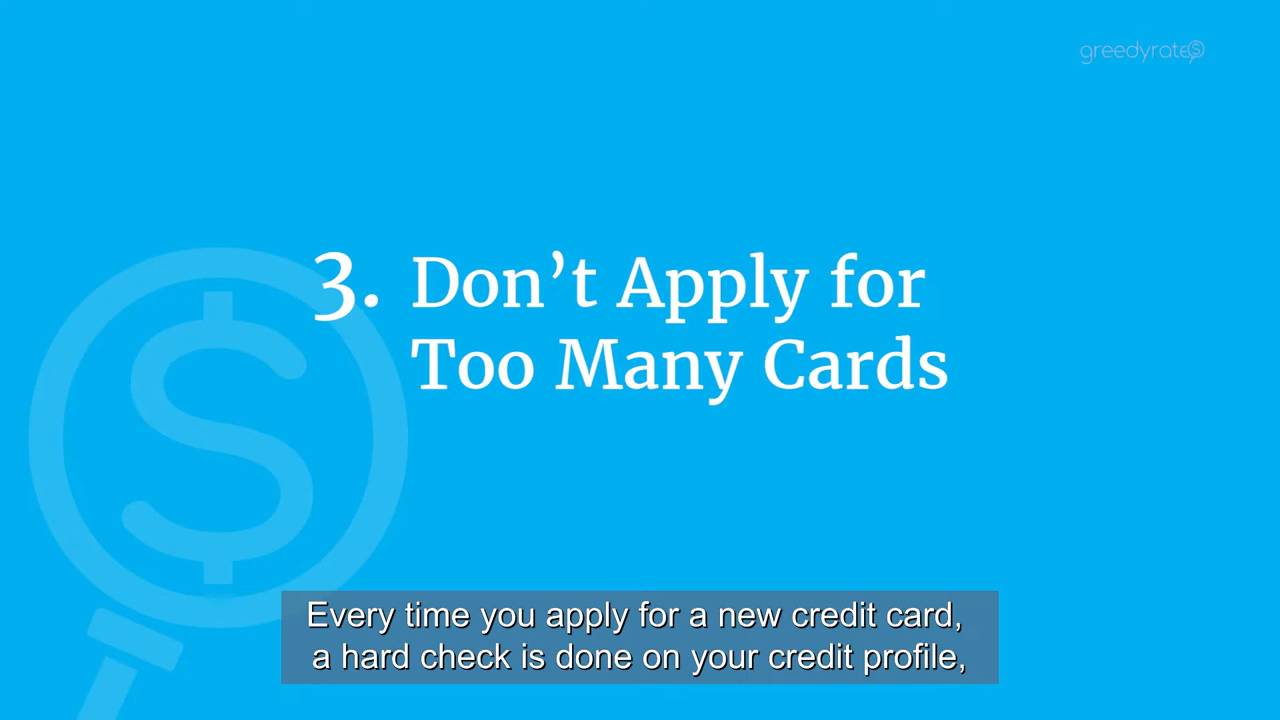 greedyrates
3. Don’t Apply for
Too Many Cards
Every time you apply for a new credit card,
a hard check is done on your credit profile,